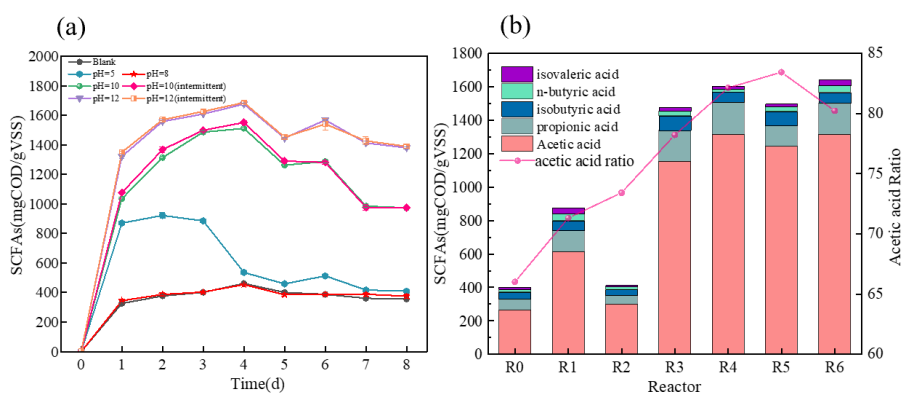 (a)
SCFAs(mgCOD/gVSS)
2000
1800
1600
1400
1200
1000
800
600
400
200
0
Blank
pH=5 pH=8
pH=10 pH=10(intermittent)
pH=12 pH=12(intermittent)
0 1 2 3 4 5 6 7 8
Time(d)
(b)
SCFAs(mgCOD/gVSS)
1800
1600
1400
1200
1000
800
600
400
200
0
isovaleric acid
n-butyric acid
isobutyric acid
propionic acid
Acetic acid
acetic acid ratio
85
80
75
70
65
60
Acetic acid Ratio
R0 R1 R2 R3 R4 R5 R6
Reactor